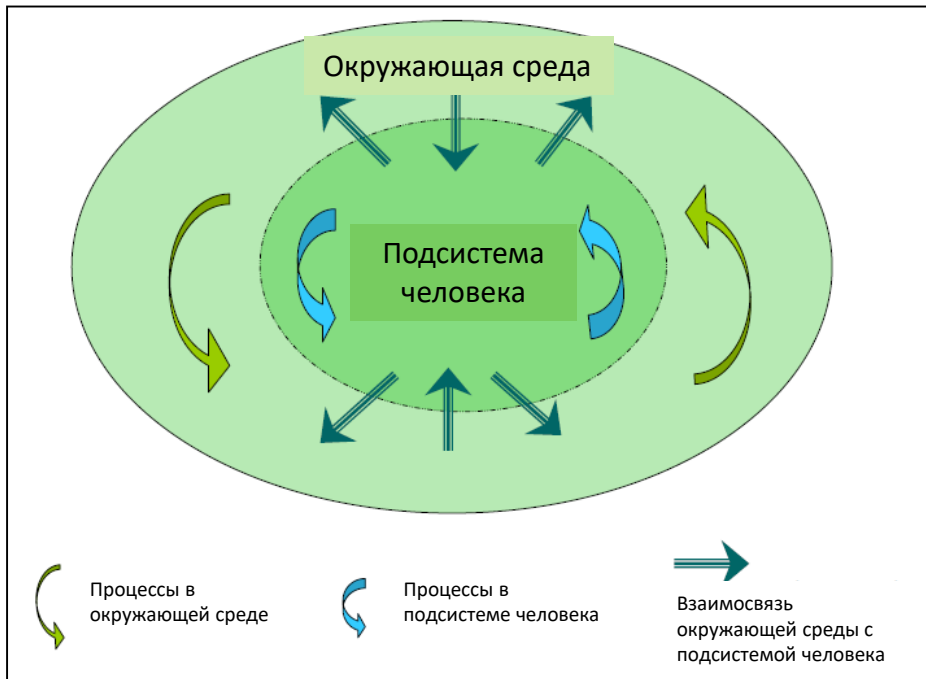 Окружающая среда
Подсистема
человека
Процессы в
окружающей среде
Процессы в
подсистеме человека
Взаимосвязь
окружающей среды с
подсистемой человека